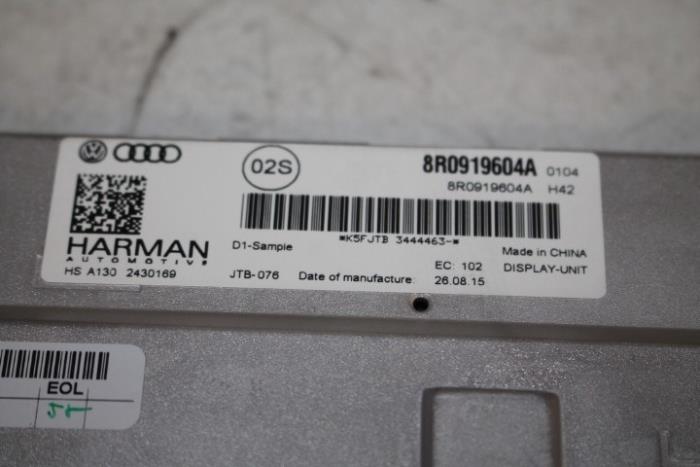 02S
8R0919604A 0104
8R0919604A H42
HARMAN
AUTOMOTIVE
D1-Sample
*K5FJTB 3444463-*
Made in CHINA
HS A130 2430169
JTB-076
Date of manufacture:
EC: 102
26.08.15
DISPLAY-UNIT
EOL